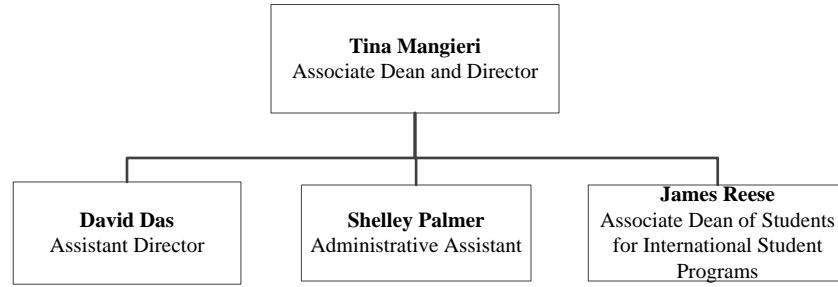 Tina Mangieri
Associate Dean and Director
David Das
Assistant Director
Shelley Palmer
Administrative Assistant
James Reese
Associate Dean of Students
for International Student
Programs